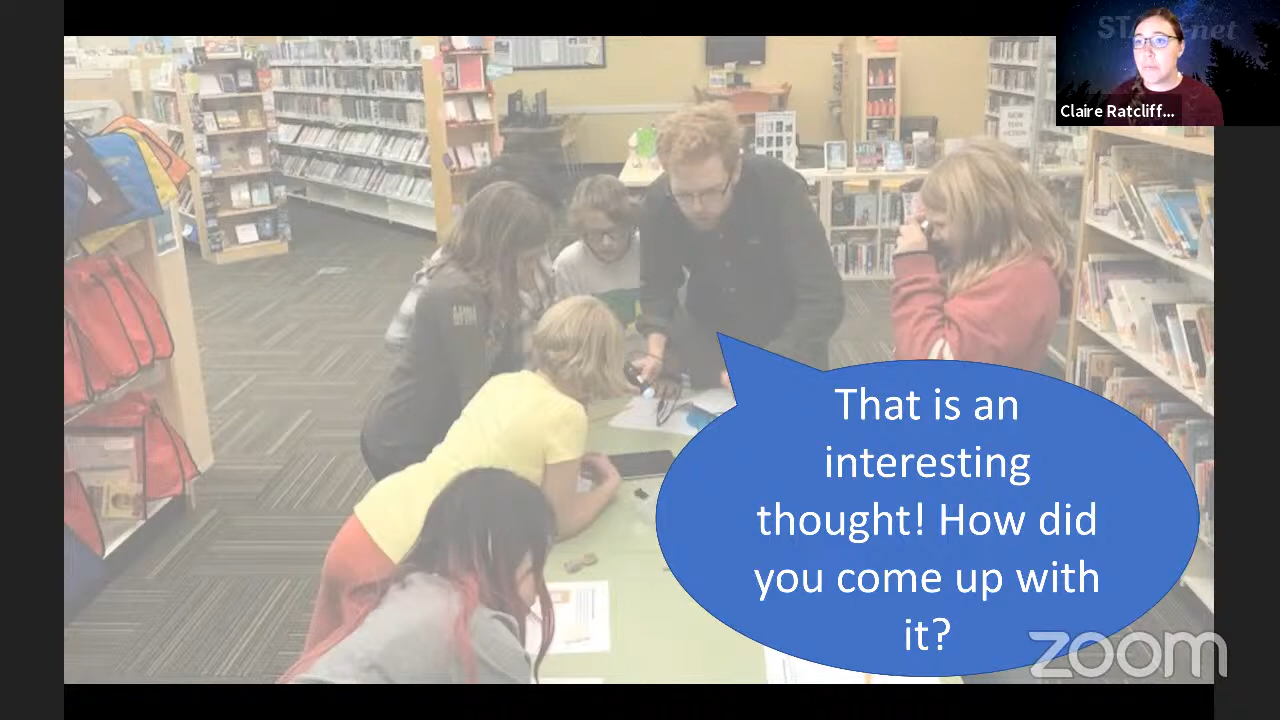 Claire Ratcliff...
That is an
interesting
thought! How did
you come up with
it?
zoom